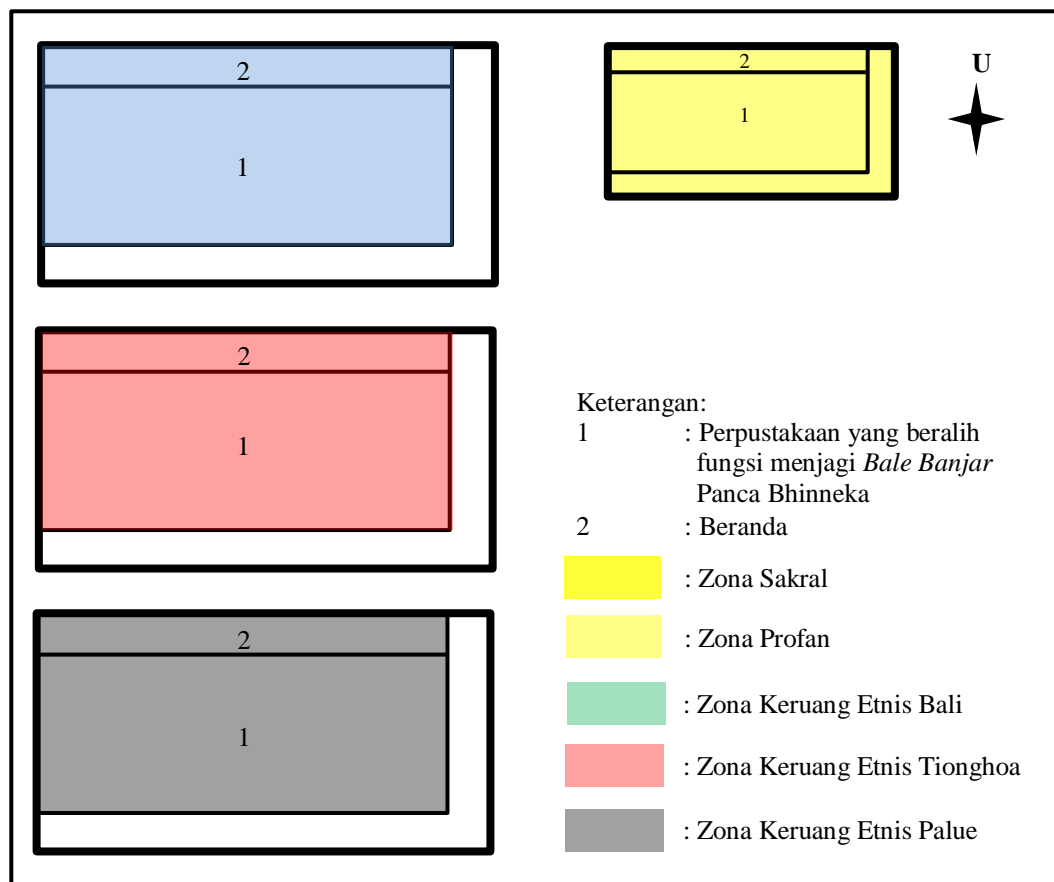 2
1
2
1
U
2
1
2
1
Keterangan:
1 : Perpustakaan yang beralih
fungsi menjagi Bale Banjar
Panca Bhinneka
2 : Beranda
: Zona Sakral
: Zona Profan
: Zona Keruang Etnis Bali
: Zona Keruang Etnis Tionghoa
: Zona Keruang Etnis Palue